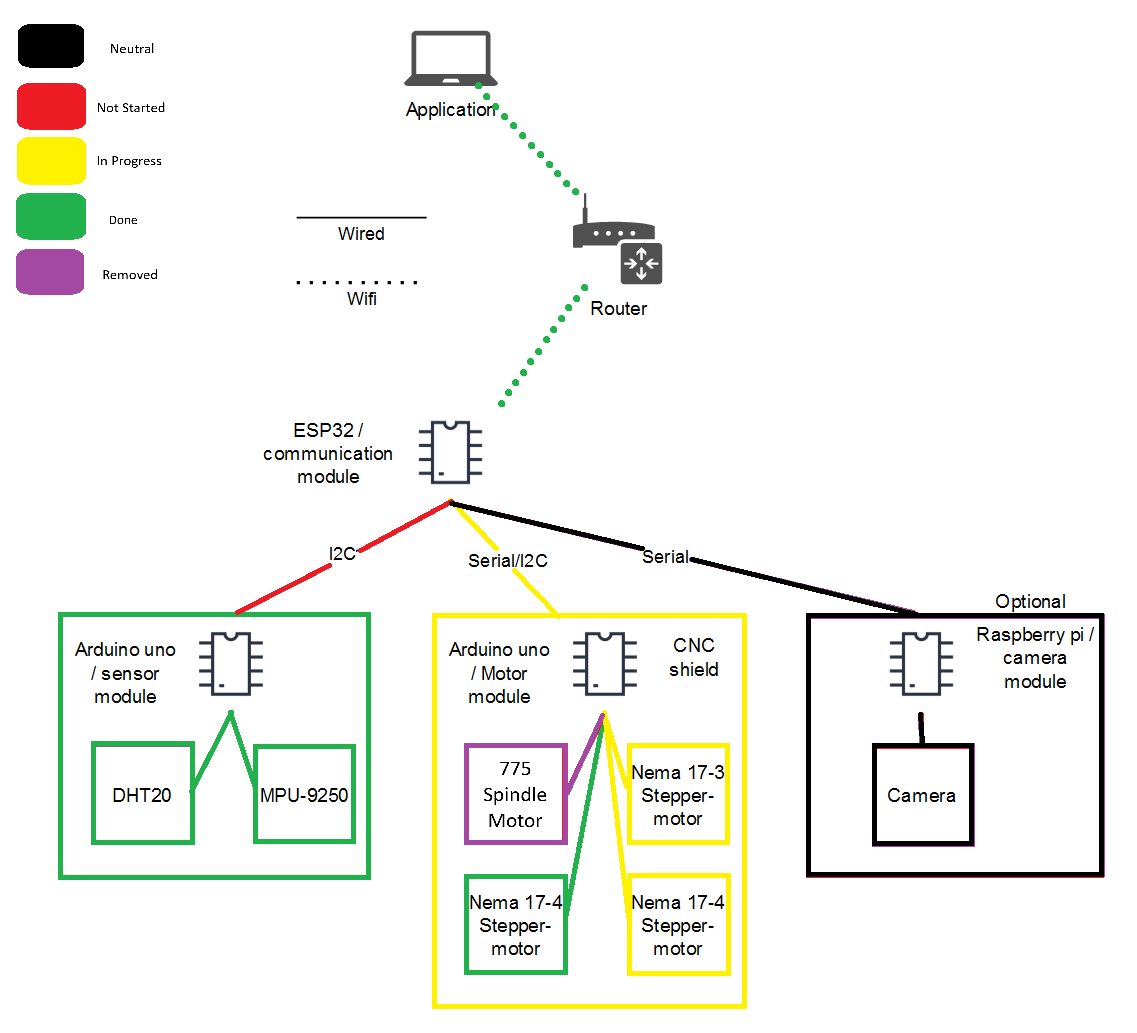 Neutral
Not Started
In Progress
Done
Removed
Wired
Wifi
Application
Router
ESP32 /
communication
module
I2C
Serial/I2C
Serial
Arduino uno
/ sensor
module
DHT20
MPU-9250
Arduino uno
/ Motor
module
CNC
shield
775
Spindle
Motor
Nema 17-3
Stepper-
motor
Nema 17-4
Stepper-
motor
Nema 17-4
Stepper-
motor
Optional
Raspberry pi /
camera
module
Camera